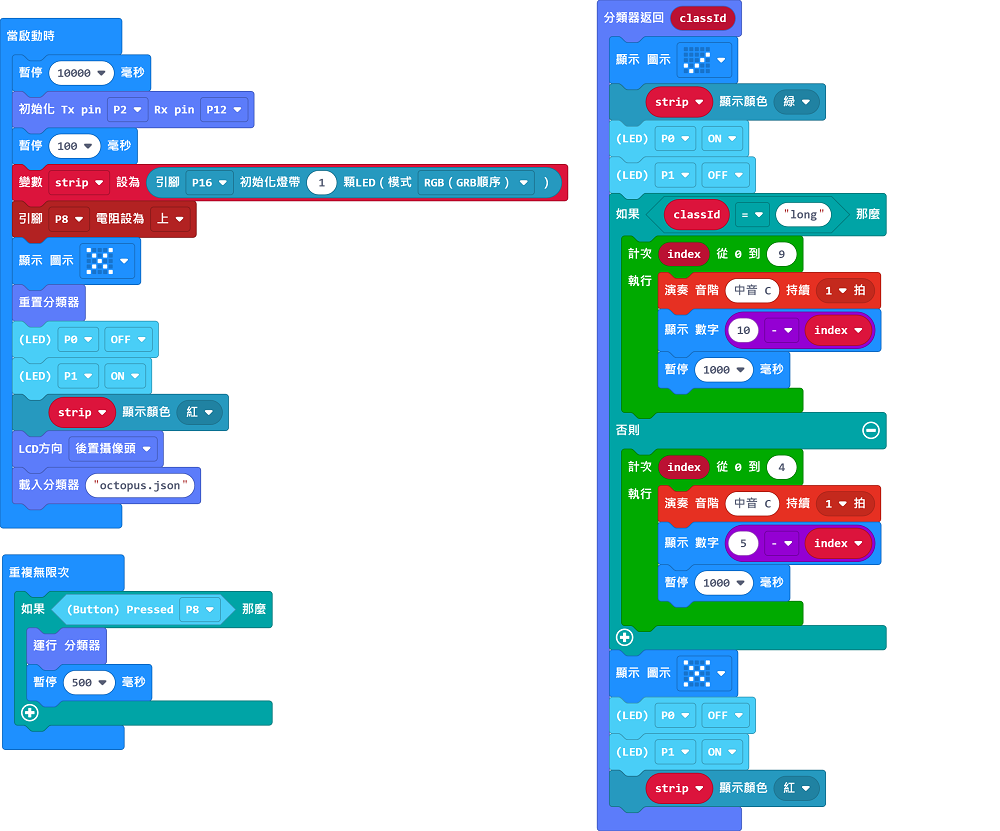 當啟動時
暫停 10000 毫秒
初始化 Tx pin P2 Rx pin P12
暫停 100 毫秒
變數 strip 設為 引腳 P16 初始化燈帶 1 顆LED(模式 RGB(GRB順序) )
引腳 P8 電阻設為 上
顯示 圖示
重置分類器
(LED) P0 OFF
(LED) P1 ON
strip 顯示顏色 紅
LCD方向 後置攝像頭
載入分類器 "octopus.json"
重複無限次
如果 (Button) Pressed P8 那麼
運行 分類器
暫停 500 毫秒
分類器返回 classId
顯示 圖示
strip 顯示顏色 緑
(LED) P0 ON
(LED) P1 OFF
如果 classId = "long" 那麼
計次 index 從 0 到 9
執行
演奏 音階 中音 C 持續 1 拍
顯示 數字 10 - index
暫停 1000 毫秒
否則
計次 index 從 0 到 4
執行
演奏 音階 中音 C 持續 1 拍
顯示 數字 5 - index
暫停 1000 毫秒
顯示 圖示
(LED) P0 OFF
(LED) P1 ON
strip 顯示顏色 紅